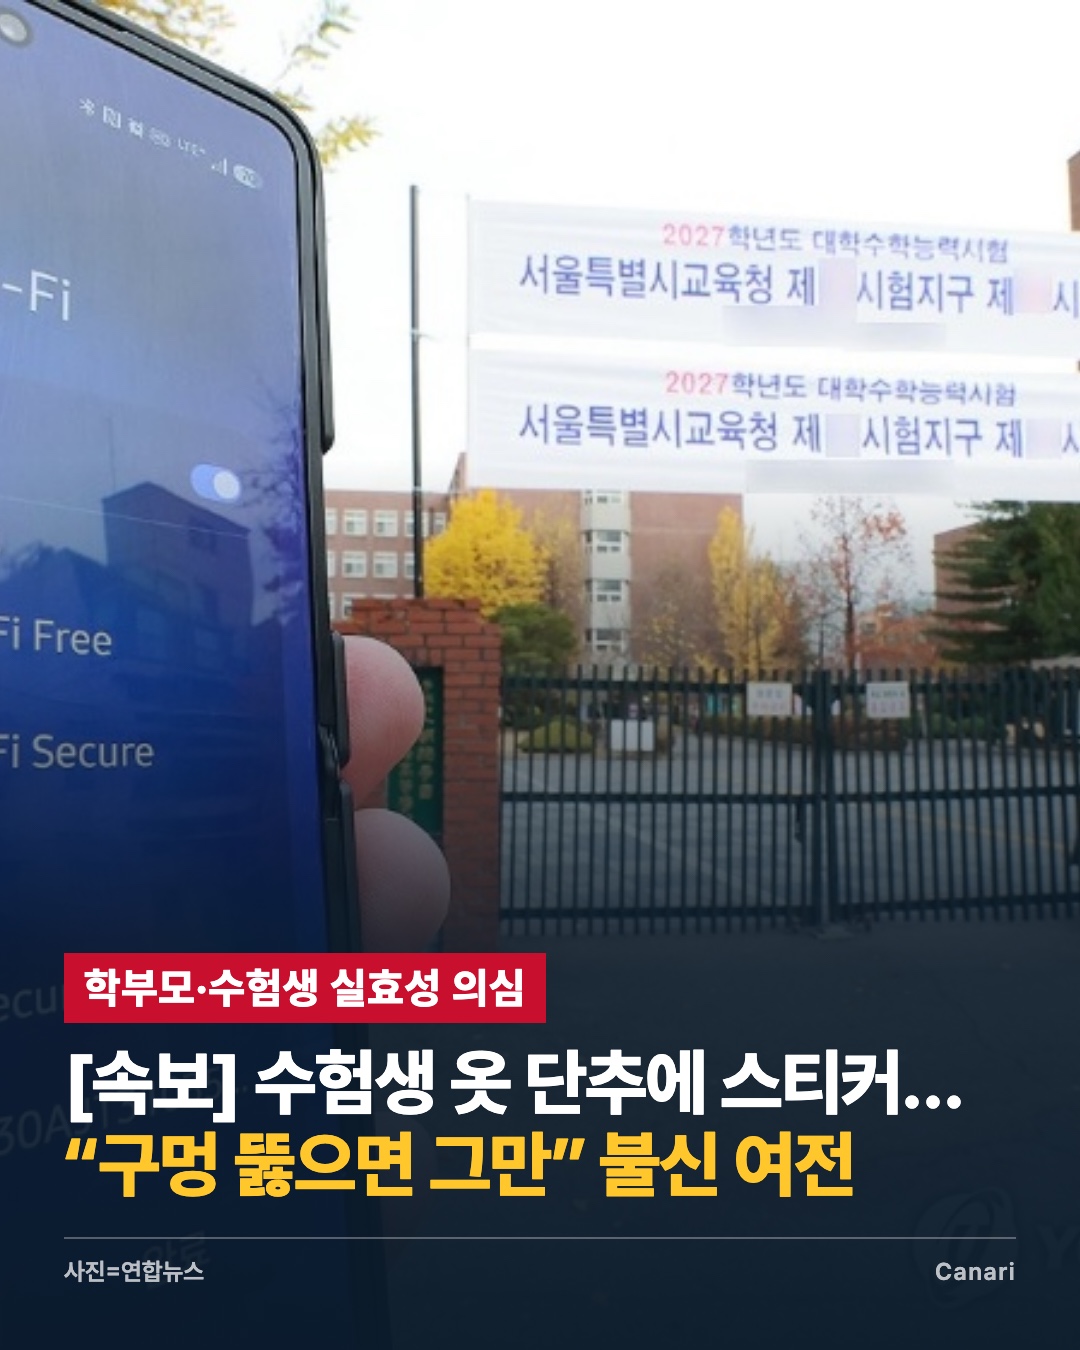 LTE+
-Fi
Fi Free
Fi Secure
2027학년도 대학수학능력시험
서울특별시교육청 제 시험지구 제 시
2027학년도 대학수학능력시험
서울특별시교육청 제 시험지구 제
학부모·수험생 실효성 의심
[속보] 수험생 옷 단추에 스티커...
“구멍 뚫으면 그만” 불신 여전
사진=연합뉴스
Canari